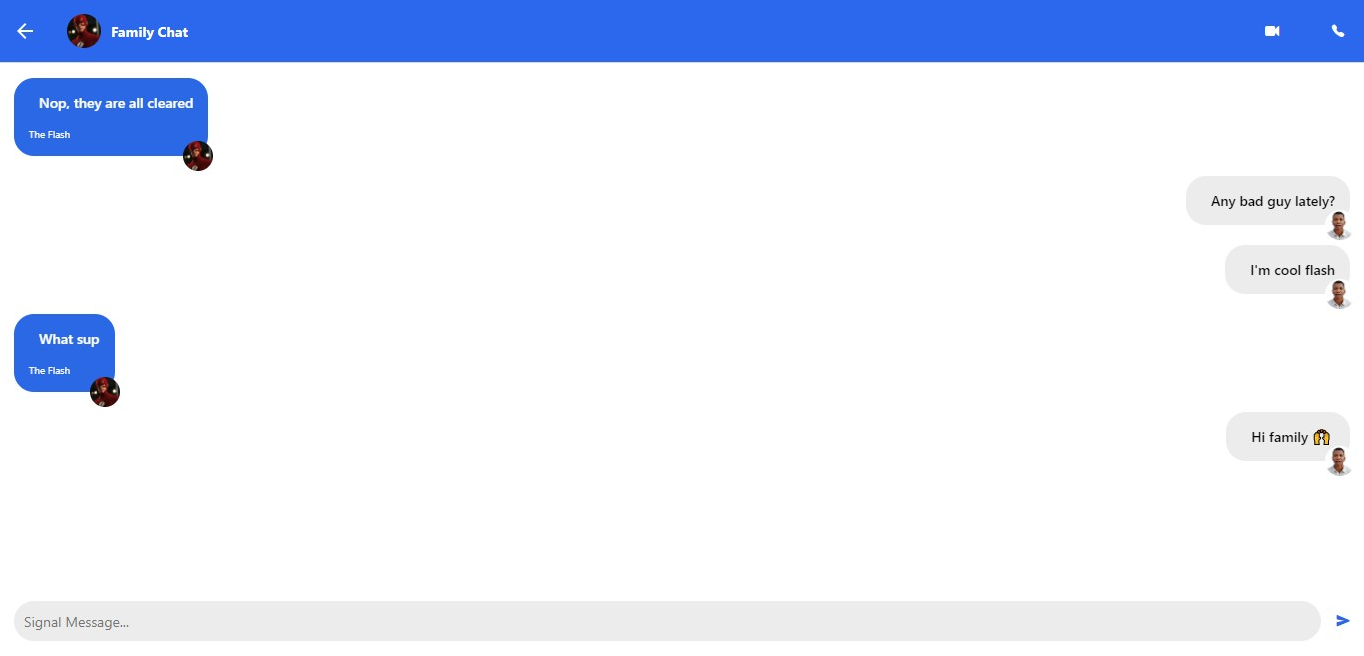 Family Chat
Nop, they are all cleared
The Flash
Any bad guy lately?
I'm cool flash
What sup
The Flash
Hi family 🙌
Signal Message...